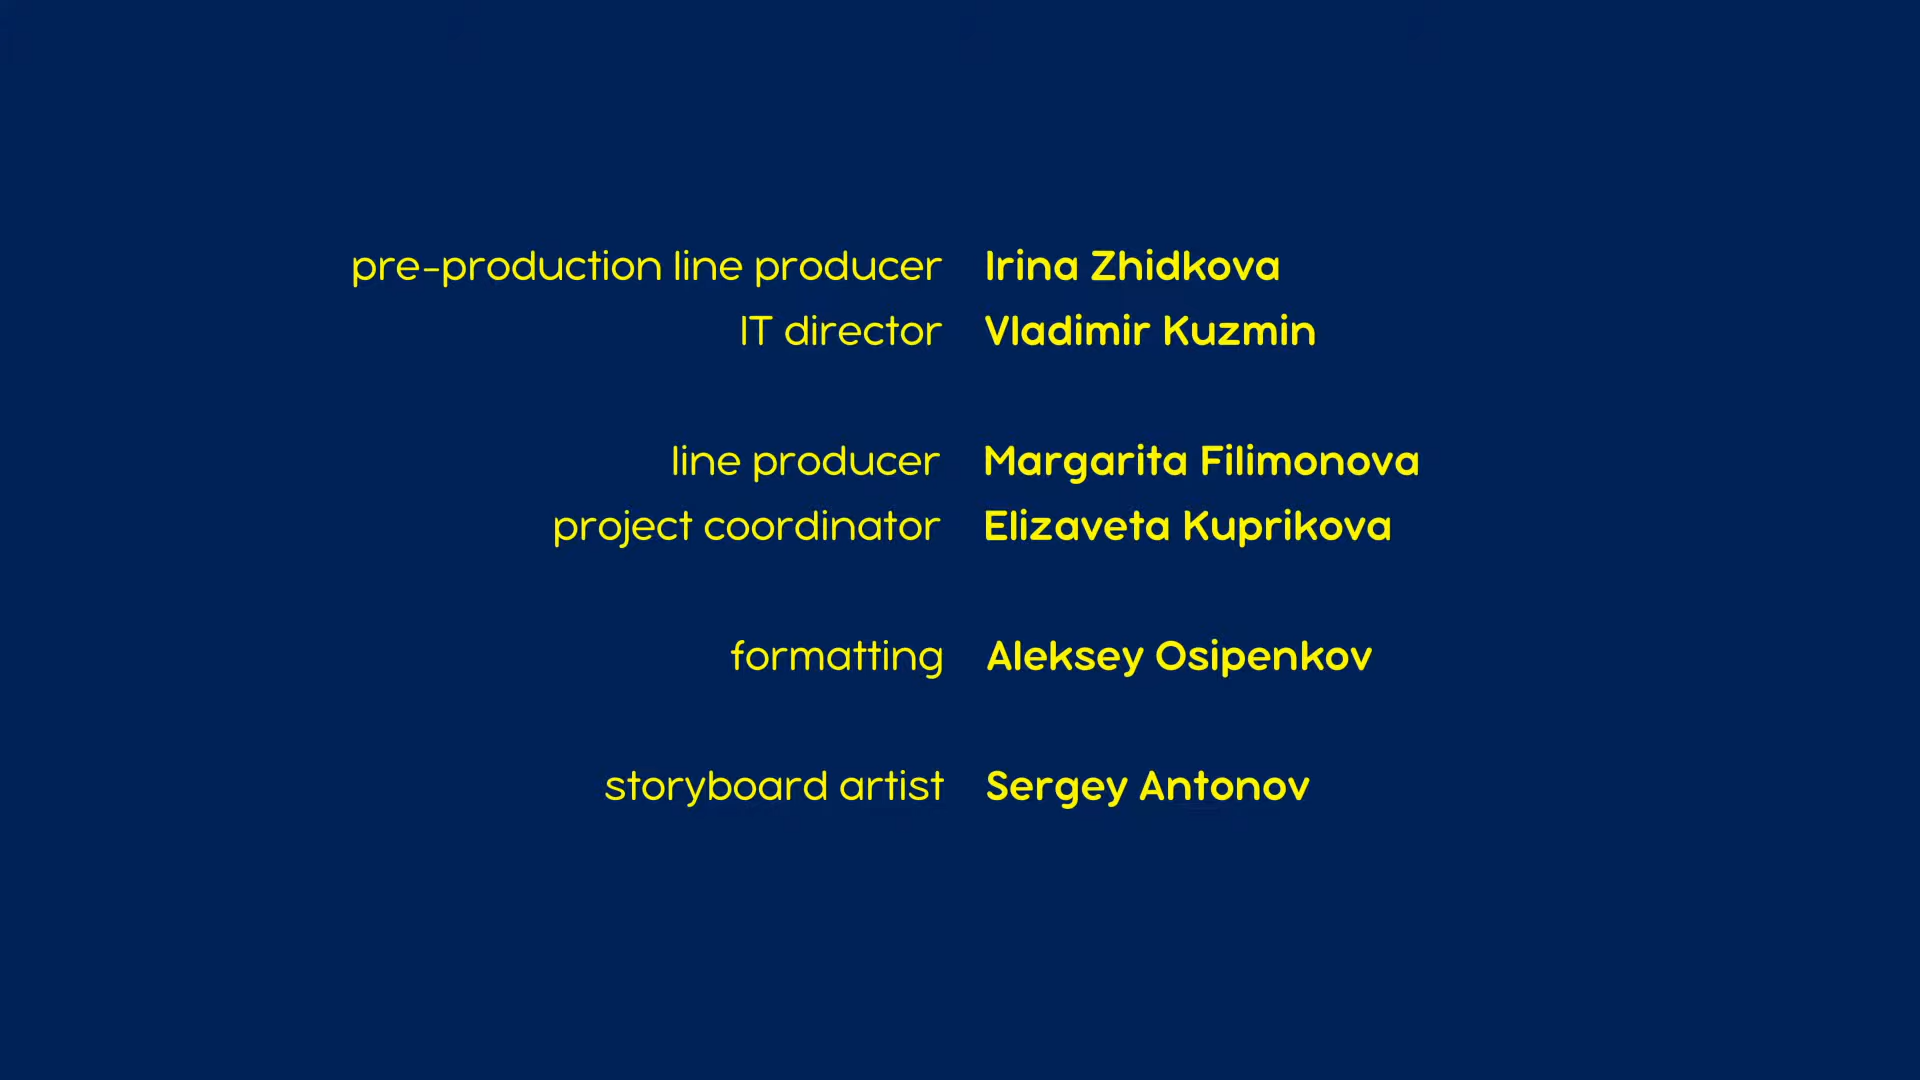 pre-production line producer Irina Zhidkova
IT director Vladimir Kuzmin
line producer Margarita Filimonova
project coordinator Elizaveta Kuprikova
formatting Aleksey Osipenkov
storyboard artist Sergey Antonov